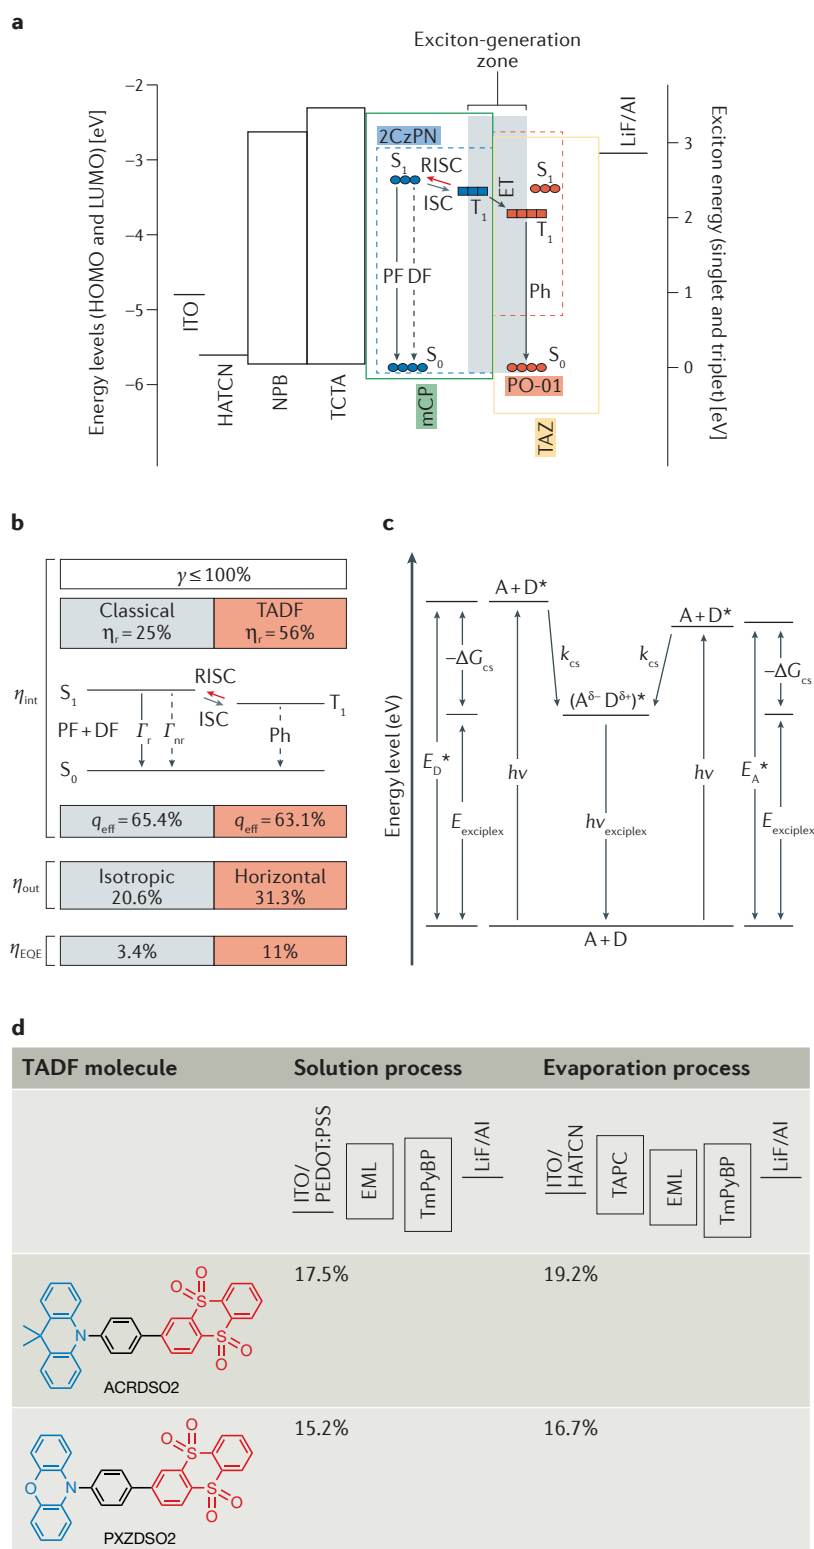 a
Exciton-generation
zone
Energy levels (HOMO and LUMO) [eV]
–2
–3
–4
–5
–6
ITO
HATCN
NPB
TCTA
2CzPN
S1
RISC
ISC
T1
PF
DF
S0
mCP
ET
S1
T1
Ph
S0
PO-01
TAZ
LiF/Al
3
2
1
0
Exciton energy (singlet and triplet) [eV]
b
ηint
γ ≤ 100%
Classical
ηr = 25%
TADF
ηr = 56%
S1
RISC
ISC
T1
PF + DF
Γr
Γnr
Ph
S0
qeff = 65.4%
qeff = 63.1%
ηout
Isotropic
20.6%
Horizontal
31.3%
ηEQE
3.4%
11%
c
Energy level (eV)
A + D*
A + D*
–ΔGcs
kcs
kcs
–ΔGcs
(Aδ– Dδ+)*
ED*
hν
Eexciplex
hνexciplex
hν
EA*
Eexciplex
A + D
d
TADF molecule
Solution process
Evaporation process
ITO/
PEDOT:PSS
EML
TmPyBP
LiF/Al
ITO/
HATCN
TAPC
EML
TmPyBP
LiF/Al
17.5%
19.2%
O
O
S
N
S
O
O
ACRDSO2
15.2%
16.7%
O
O
S
O
N
S
O
O
PXZDSO2